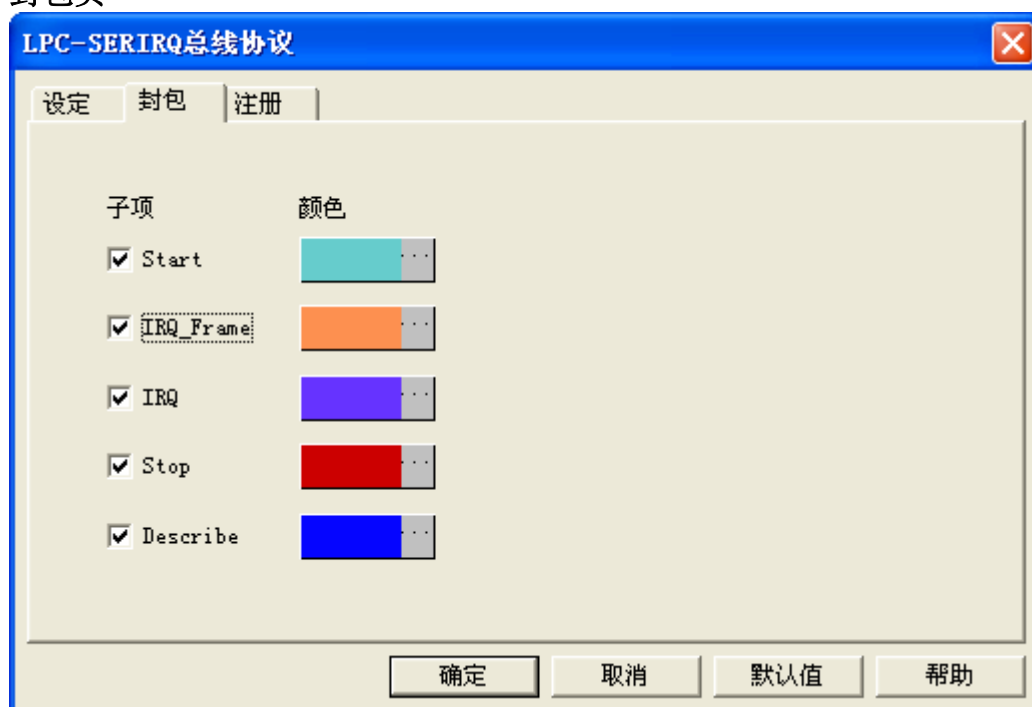 LPC-SERIRQ总线协议
设定 封包 注册
子项 颜色
Start ...
IRQ_Frame ...
IRQ ...
Stop ...
Describe ...
确定 取消 默认值 帮助